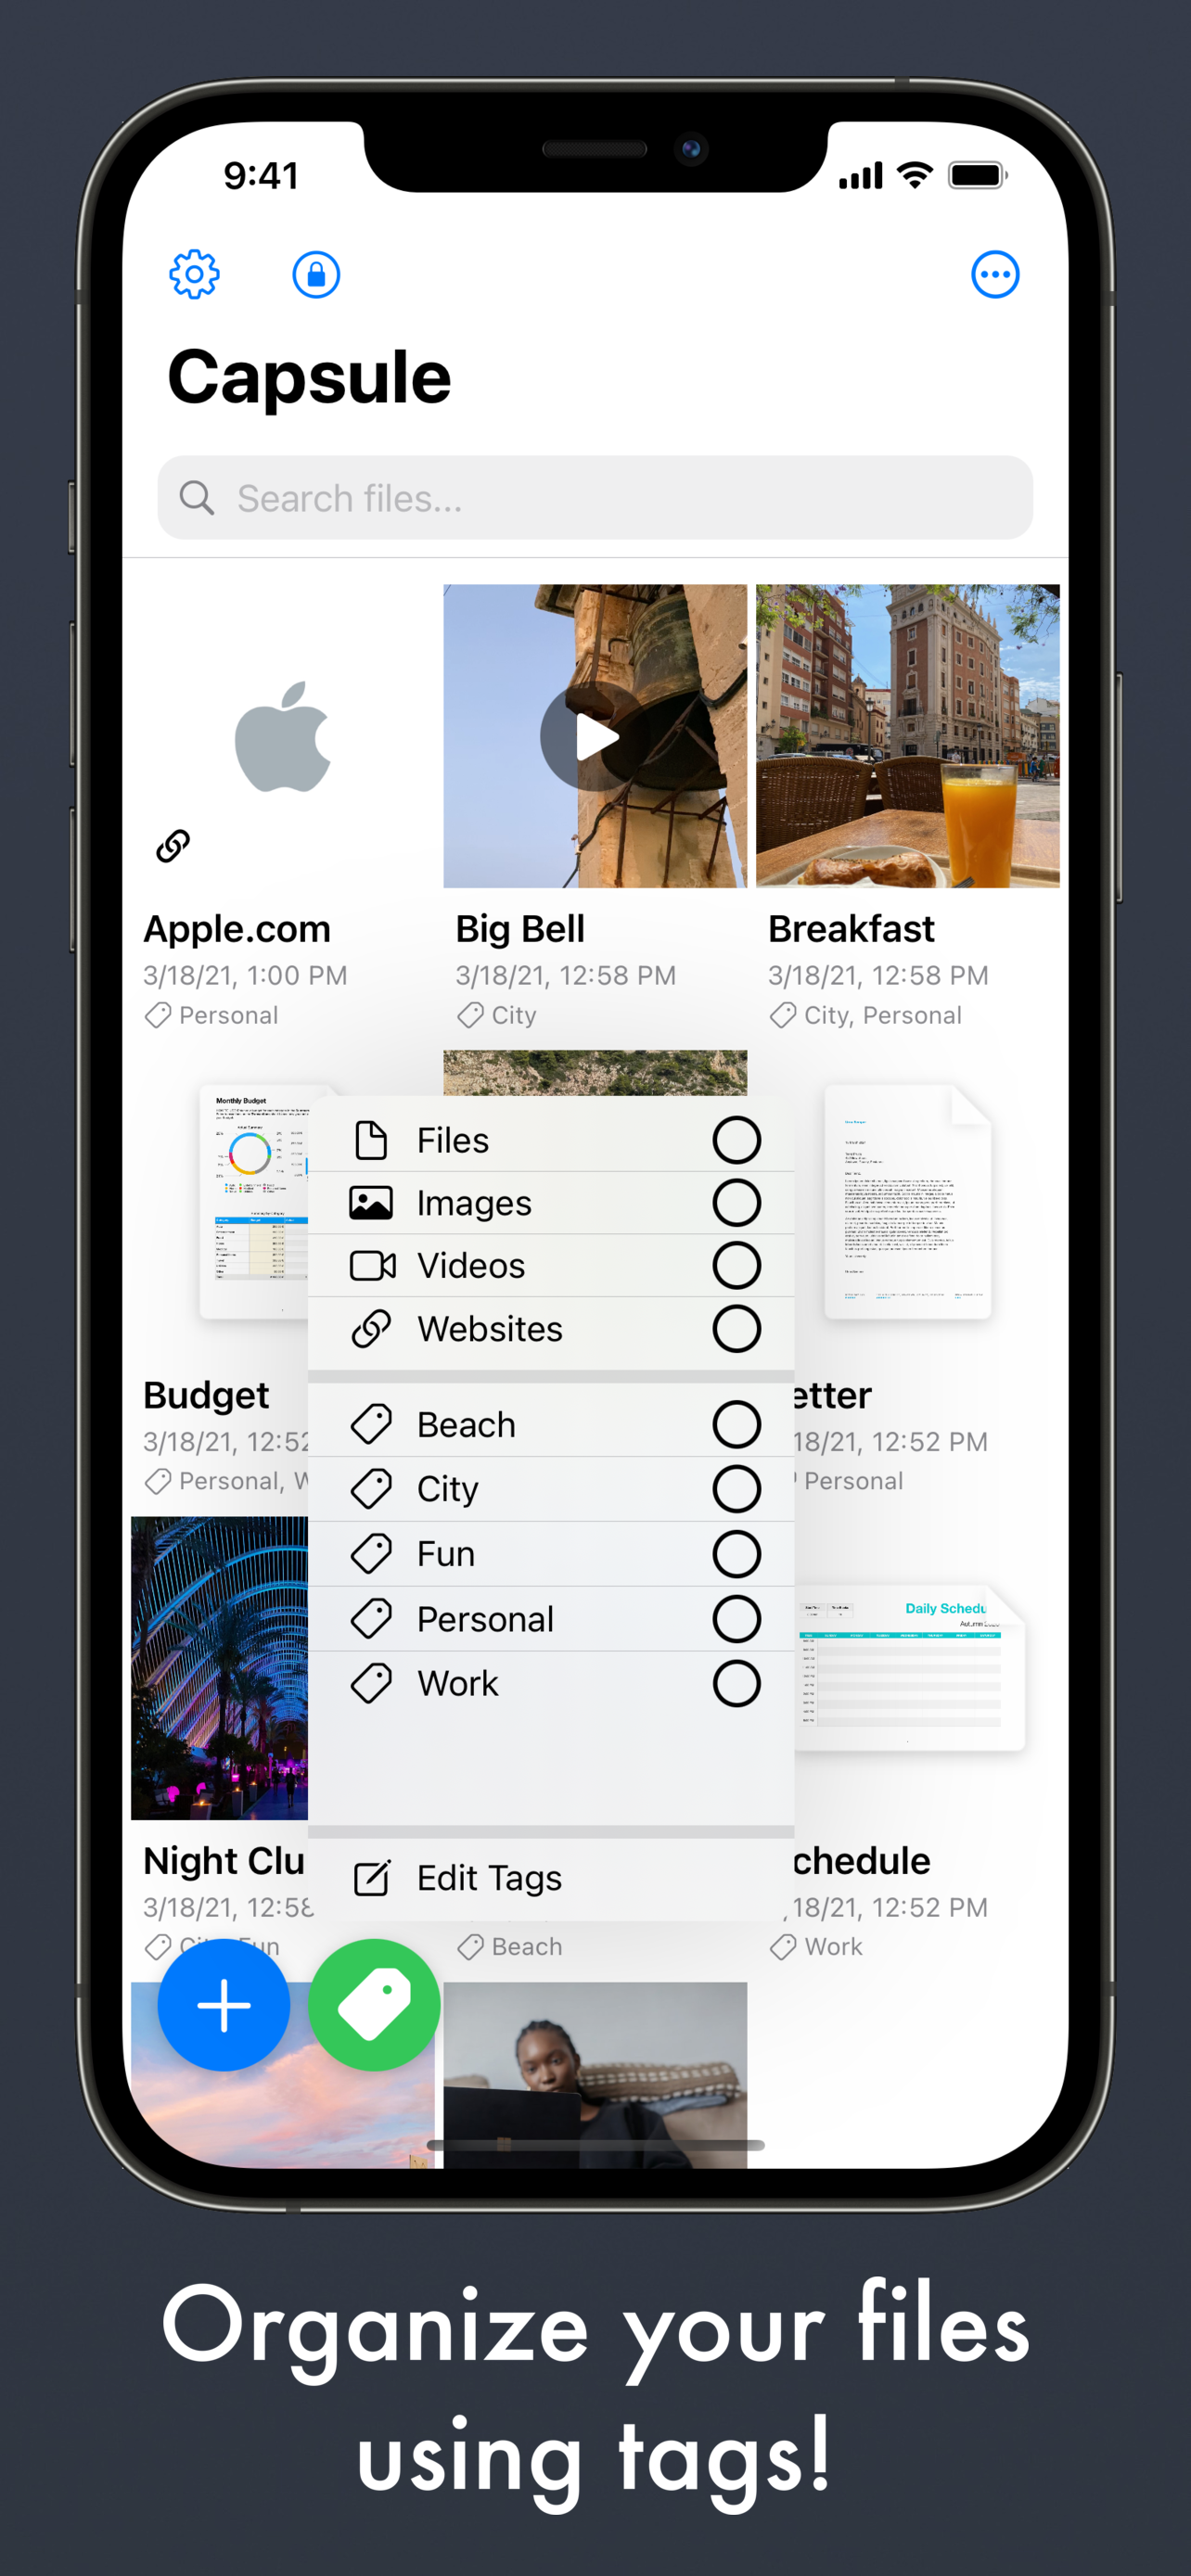 9:41
Capsule
Search files...
Apple.com
3/18/21, 1:00 PM
Personal
Big Bell
3/18/21, 12:58 PM
City
Breakfast
3/18/21, 12:58 PM
City, Personal
Monthly Budget
Files
Images
Videos
Websites
Beach
City
Fun
Personal
Work
Edit Tags
Budget
3/18/21, 12:52
Personal, W
etter
18/21, 12:52 PM
Personal
Daily Schedu
Night Clu
3/18/21, 12:58
Fun
Beach
chedule
18/21, 12:52 PM
Work
Organize your files
using tags!